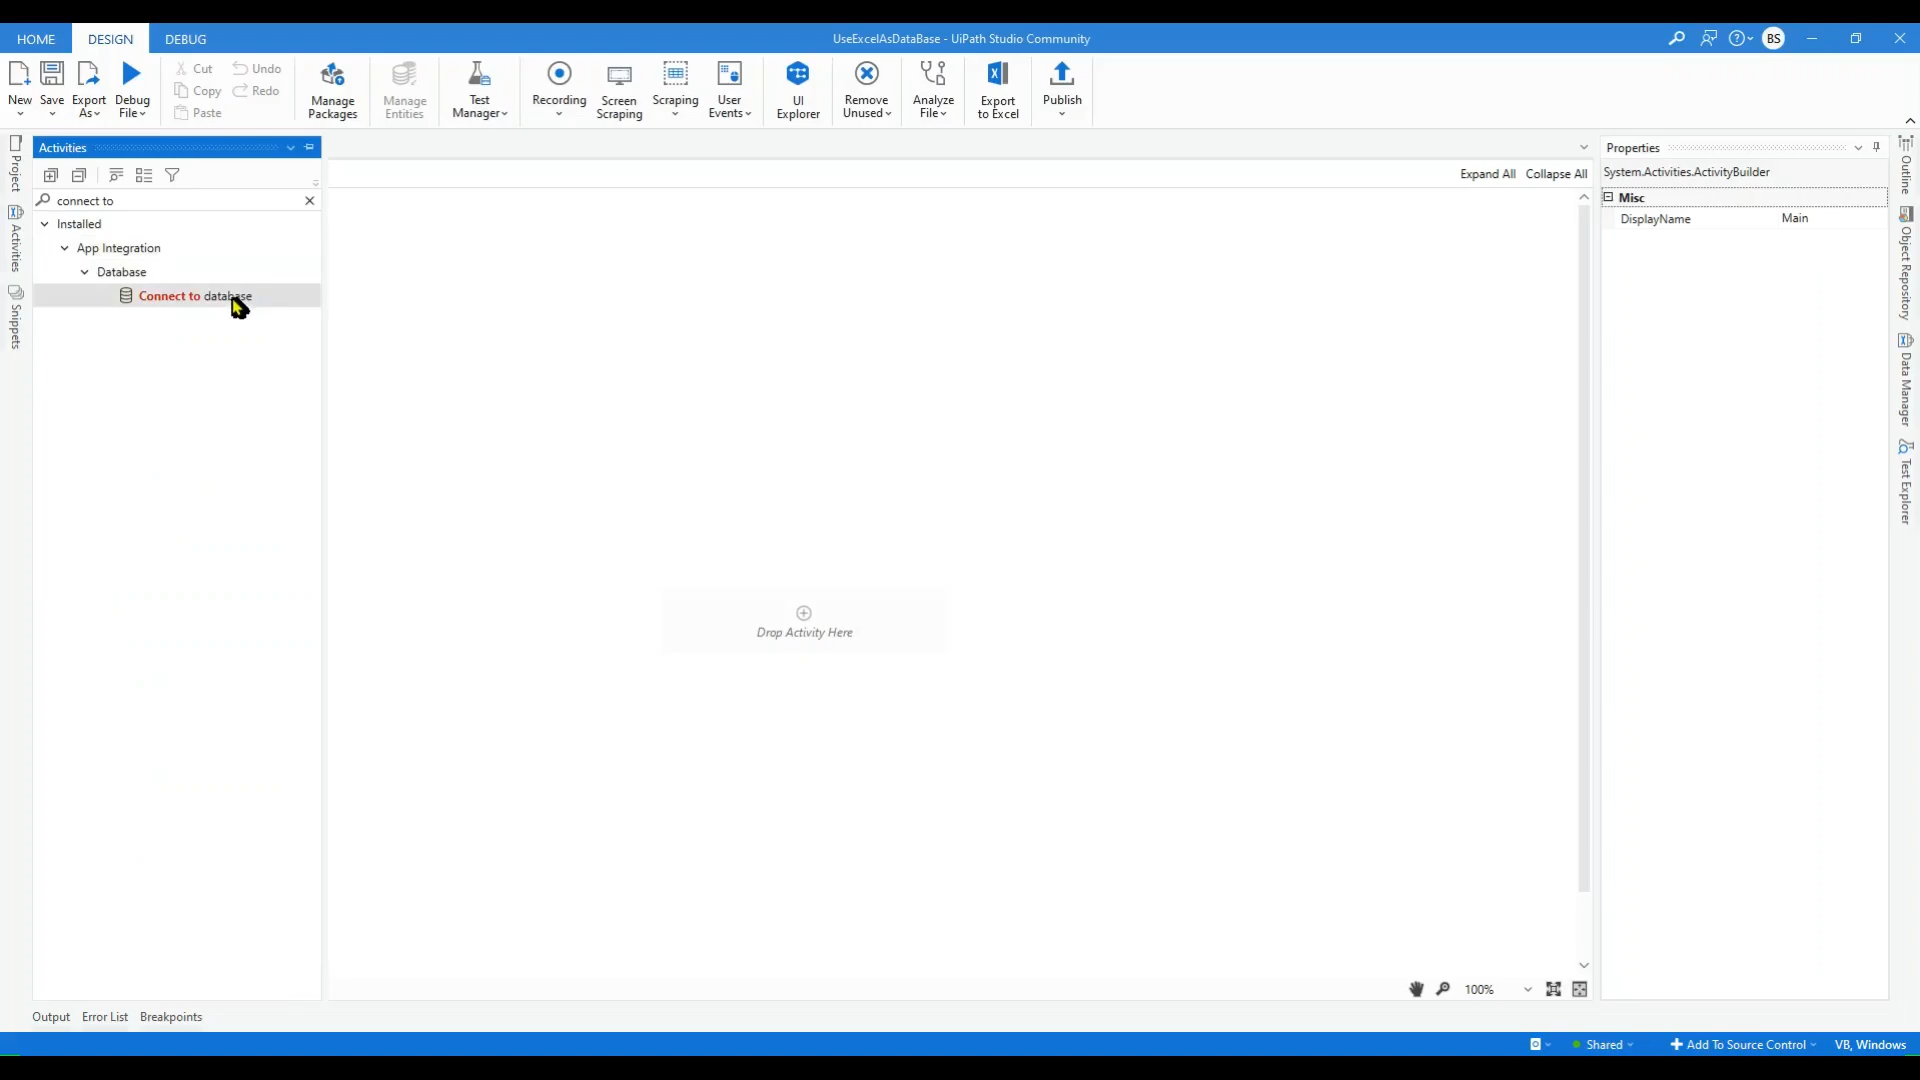 HOME DESIGN DEBUG UseExcelAsDataBase - UiPath Studio Community BS
New Save Export As Debug File Cut Copy Paste Undo Redo Manage Packages Manage Entities Test Manager Recording Screen Scraping Scraping User Events UI Explorer Remove Unused Analyze File Export to Excel Publish
Activities
connect to
Installed
App Integration
Database
Connect to database
Project
Activities
Snippets
Expand All Collapse All
Drop Activity Here
100%
Properties
System.Activities.ActivityBuilder
Misc
DisplayName Main
Outline
Object Repository
Data Manager
Test Explorer
Output Error List Breakpoints
Shared Add To Source Control VB, Windows